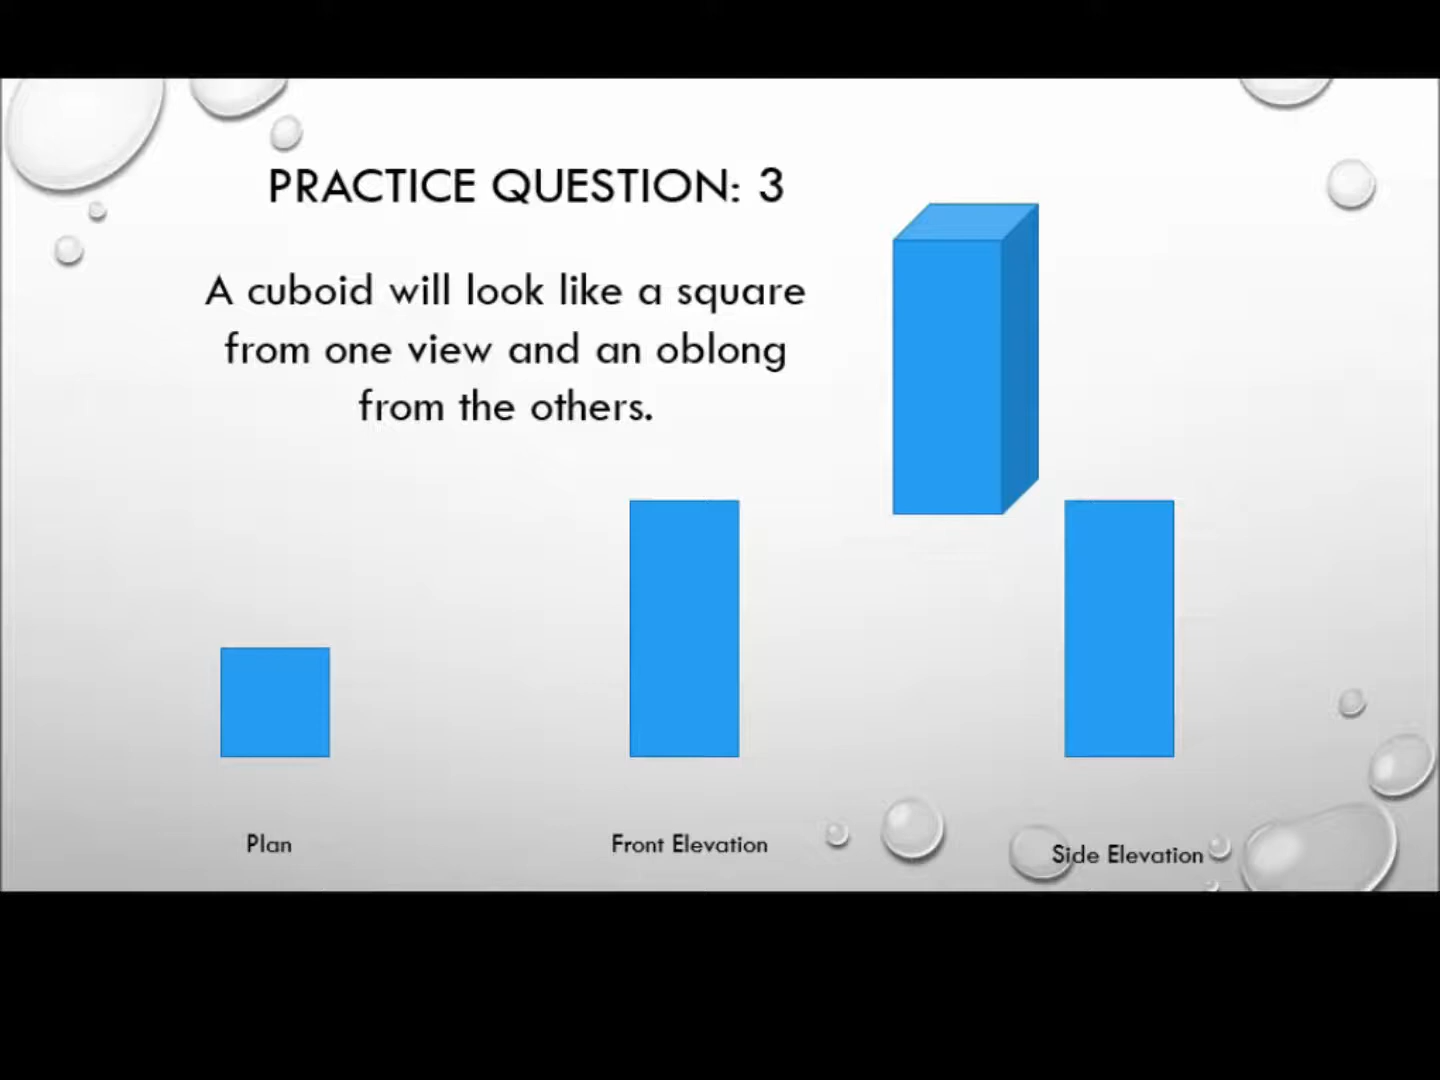 PRACTICE QUESTION: 3
A cuboid will look like a square
from one view and an oblong
from the others.
Plan
Front Elevation
Side Elevation